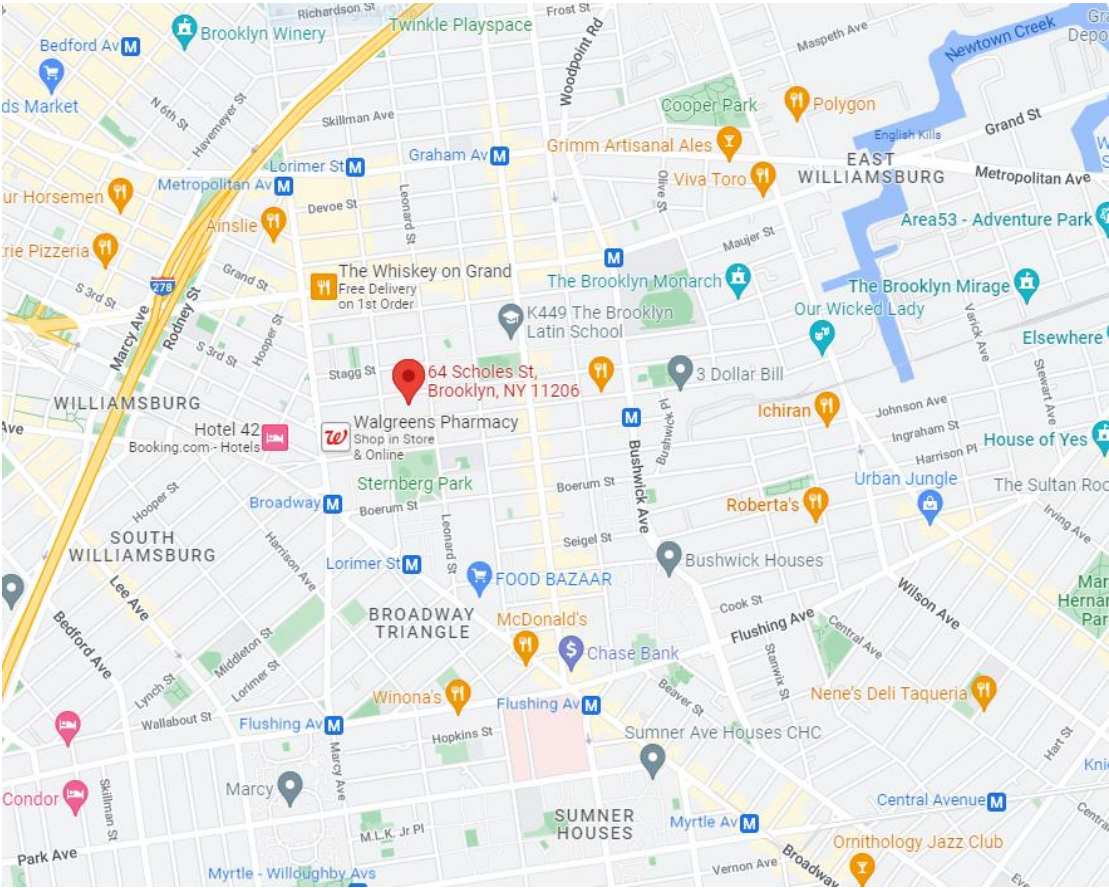 Richardson St
Frost St
Twinkle Playspace
Bedford Av M
Brooklyn Winery
Woodpoint Rd
Maspeth Ave
Newtown Creek
ds Market
N 6th St
Havemeyer St
Skillman Ave
Cooper Park
Polygon
Grand St
English Kills
Lorimer St M
Graham Av M
Grimm Artisanal Ales
EAST
WILLIAMSBURG
Metropolitan Av M
Viva Toro
Metropolitan Ave
ur Horsemen
Leonard St
Olive St
Devoe St
Ainslie
Area53 - Adventure Park
trie Pizzeria
Maujer St
M
Grand St
The Whiskey on Grand
Free Delivery
on 1st Order
The Brooklyn Monarch
The Brooklyn Mirage
278
S 3rd St
Rodney St
Marcy Ave
Hooper St
S 3rd St
K449 The Brooklyn
Latin School
Our Wicked Lady
Varick Ave
Elsewhere
Stagg St
64 Scholes St,
Brooklyn, NY 11206
3 Dollar Bill
Stewart Ave
WILLIAMSBURG
Ichiran
Johnson Ave
Ave
Hotel 42
Booking.com - Hotels
Walgreens Pharmacy
Shop in Store
& Online
M
Bushwick Pl
Bushwick Ave
Ingraham St
Harrison Pl
House of Yes
Sternberg Park
Boerum St
Urban Jungle
The Sultan Roo
Hooper St
Broadway M
Boerum St
Roberta's
Irving Ave
SOUTH
WILLIAMSBURG
Harrison Ave
Leonard St
Seigel St
Lorimer St M
Bushwick Houses
Lee Ave
FOOD BAZAAR
Wilson Ave
Mar
Herna
Par
BROADWAY
TRIANGLE
McDonald's
Cook St
Flushing Ave
Central Ave
Bedford Ave
Middleton St
Chase Bank
Stanwix St
Lynch St
Lorimer St
Winona's
Flushing Av M
Beaver St
Nene's Deli Taqueria
Wallabout St
Flushing Av M
Hopkins St
Sumner Ave Houses CHC
Hart St
Marcy Ave
Kni
Skillman St
Condor
Marcy
Central Avenue M
Central
SUMNER
HOUSES
Myrtle Av M
M.L.K. Jr Pl
Ornithology Jazz Club
Park Ave
Broadway
Myrtle - Willoughby Avs
Vernon Ave